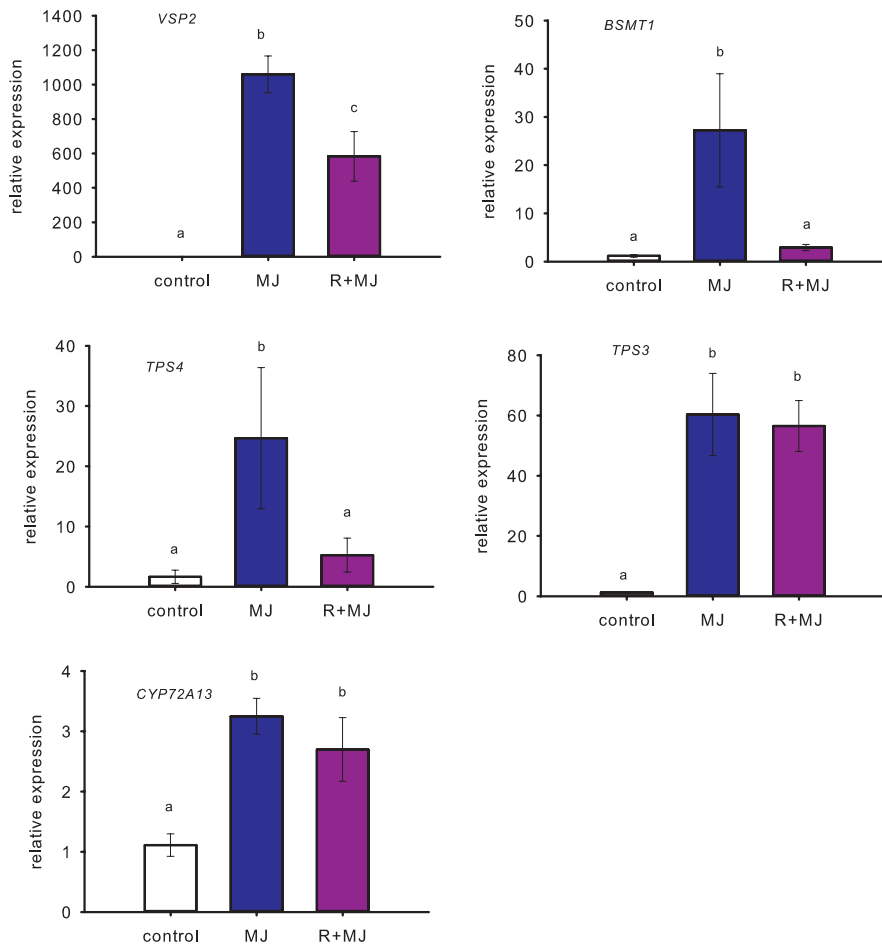 VSP2
relative expression
1400
1200
1000
800
600
400
200
0
a
b
c
control MJ R+MJ
BSMT1
relative expression
50
40
30
20
10
0
a
b
a
control MJ R+MJ
TPS4
relative expression
40
30
20
10
0
a
b
a
control MJ R+MJ
TPS3
relative expression
80
60
40
20
0
a
b
b
control MJ R+MJ
CYP72A13
relative expression
4
3
2
1
0
a
b
b
control MJ R+MJ